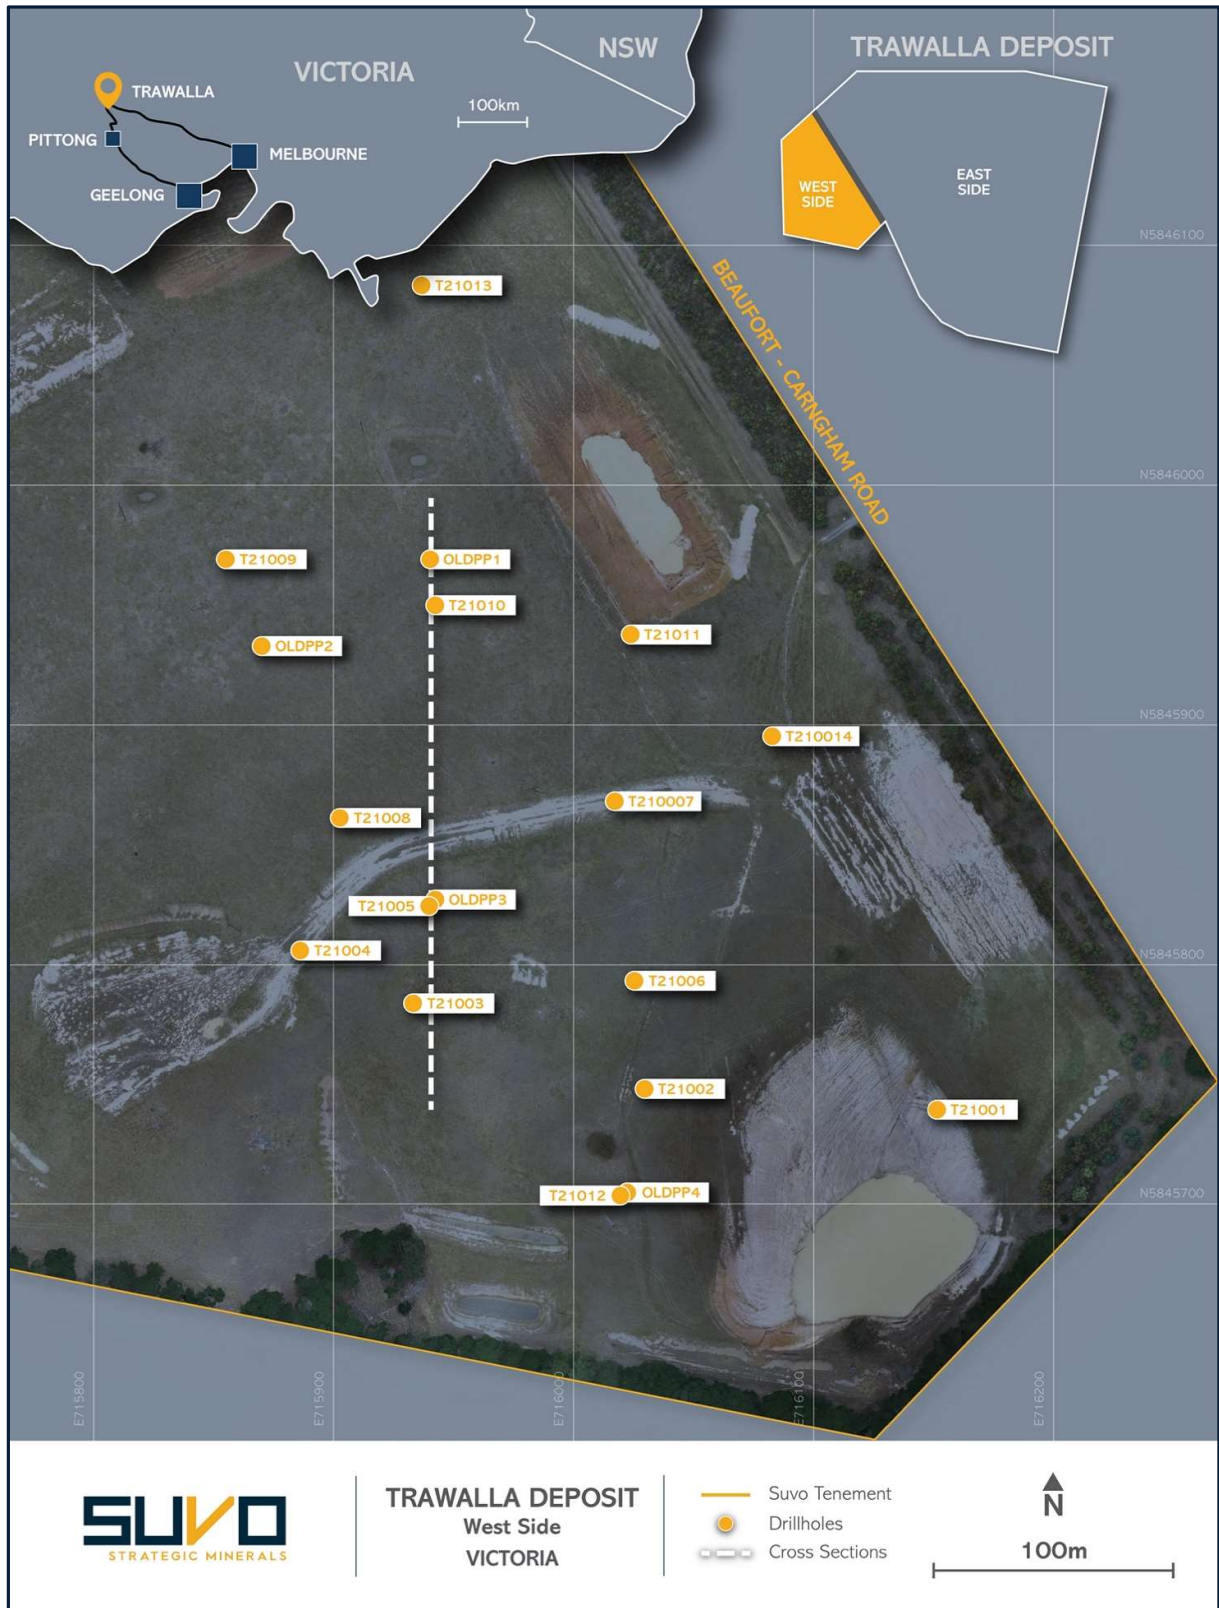 NSW
TRAWALLA DEPOSIT
VICTORIA
TRAWALLA
100km
PITTONG
MELBOURNE
GEELONG
WEST
SIDE
EAST
SIDE
N5846100
T21013
BEAUFORT - CARNGHAM ROAD
N5846000
T21009
OLDPP1
T21010
T21011
OLDPP2
N5845900
T210014
T210007
T21008
OLDPP3
T21005
T21004
N5845800
T21006
T21003
T21002
T21001
T21012
OLDPP4
N5845700
E715800
E715900
E716000
E716100
E716200
SUVO
STRATEGIC MINERALS
TRAWALLA DEPOSIT
West Side
VICTORIA
Suvo Tenement
Drillholes
Cross Sections
N
100m